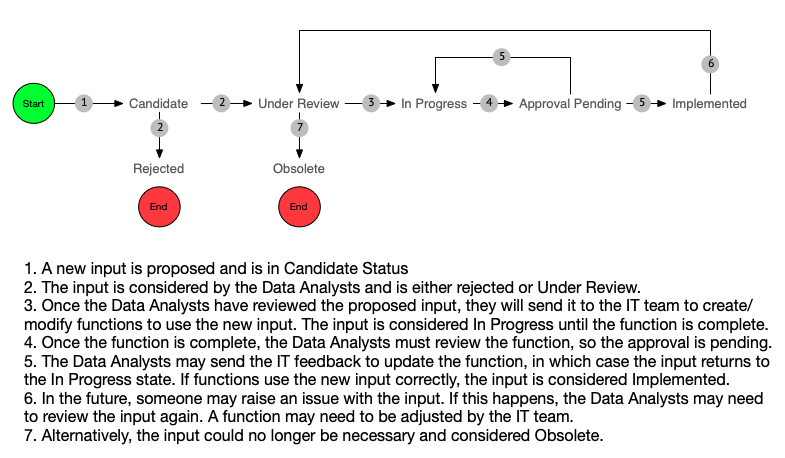 6
5
Start
1
Candidate
2
Under Review
3
In Progress
4
Approval Pending
5
Implemented
2
7
Rejected
Obsolete
End
End
1. A new input is proposed and is in Candidate Status
2. The input is considered by the Data Analysts and is either rejected or Under Review.
3. Once the Data Analysts have reviewed the proposed input, they will send it to the IT team to create/
modify functions to use the new input. The input is considered In Progress until the function is complete.
4. Once the function is complete, the Data Analysts must review the function, so the approval is pending.
5. The Data Analysts may send the IT feedback to update the function, in which case the input returns to
the In Progress state. If functions use the new input correctly, the input is considered Implemented.
6. In the future, someone may raise an issue with the input. If this happens, the Data Analysts may need
to review the input again. A function may need to be adjusted by the IT team.
7. Alternatively, the input could no longer be necessary and considered Obsolete.